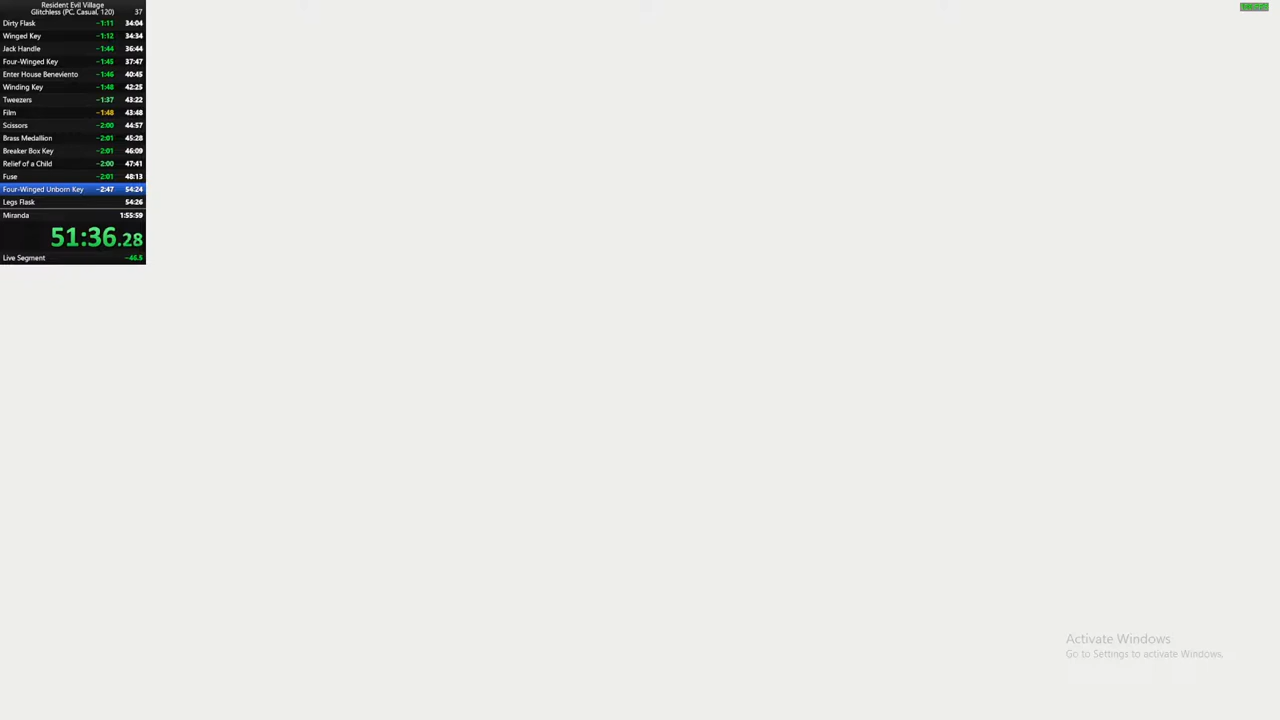 Resident Evil Village
Glitchless (PC, Casual, 120) 37
Dirty Flask -1:11 34:04
Winged Key -1:12 34:34
Jack Handle -1:44 36:44
Four-Winged Key -1:45 37:47
Enter House Beneviento -1:46 40:45
Winding Key -1:48 42:25
Tweezers -1:37 43:22
Film -1:48 43:48
Scissors -2:00 44:57
Brass Medallion -2:01 45:28
Breaker Box Key -2:01 46:09
Relief of a Child -2:00 47:41
Fuse -2:01 48:13
Four-Winged Unborn Key -2:47 54:24
Legs Flask 54:26
Miranda 1:55:59
51:36.28
Live Segment -46.5
Activate Windows
Go to Settings to activate Windows.